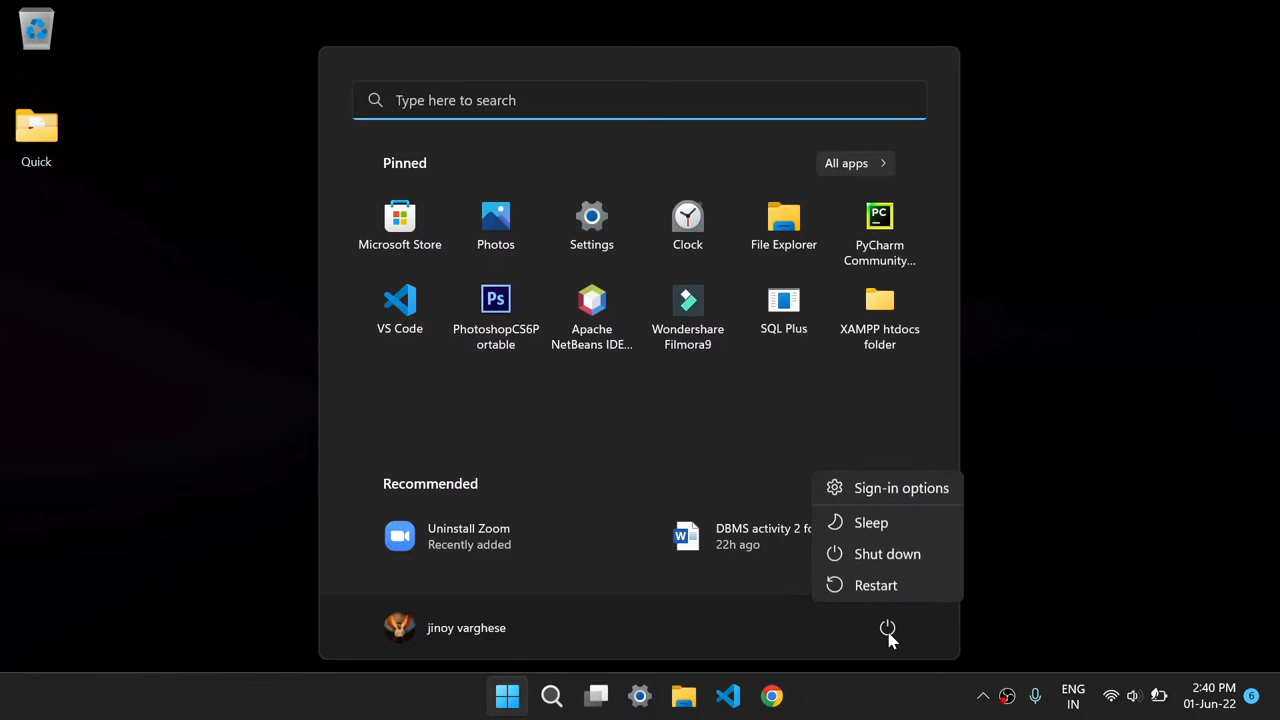 Quick
Type here to search
Pinned
All apps
Microsoft Store
Photos
Settings
Clock
File Explorer
PC
PyCharm
Community...
VS Code
Ps
PhotoshopCS6P
ortable
Apache
NetBeans IDE...
Wondershare
Filmora9
SQL Plus
XAMPP htdocs
folder
Recommended
Uninstall Zoom
Recently added
W
DBMS activity 2 fo
22h ago
Sign-in options
Sleep
Shut down
Restart
jinoy varghese
ENG
IN
2:40 PM
01-Jun-22
6